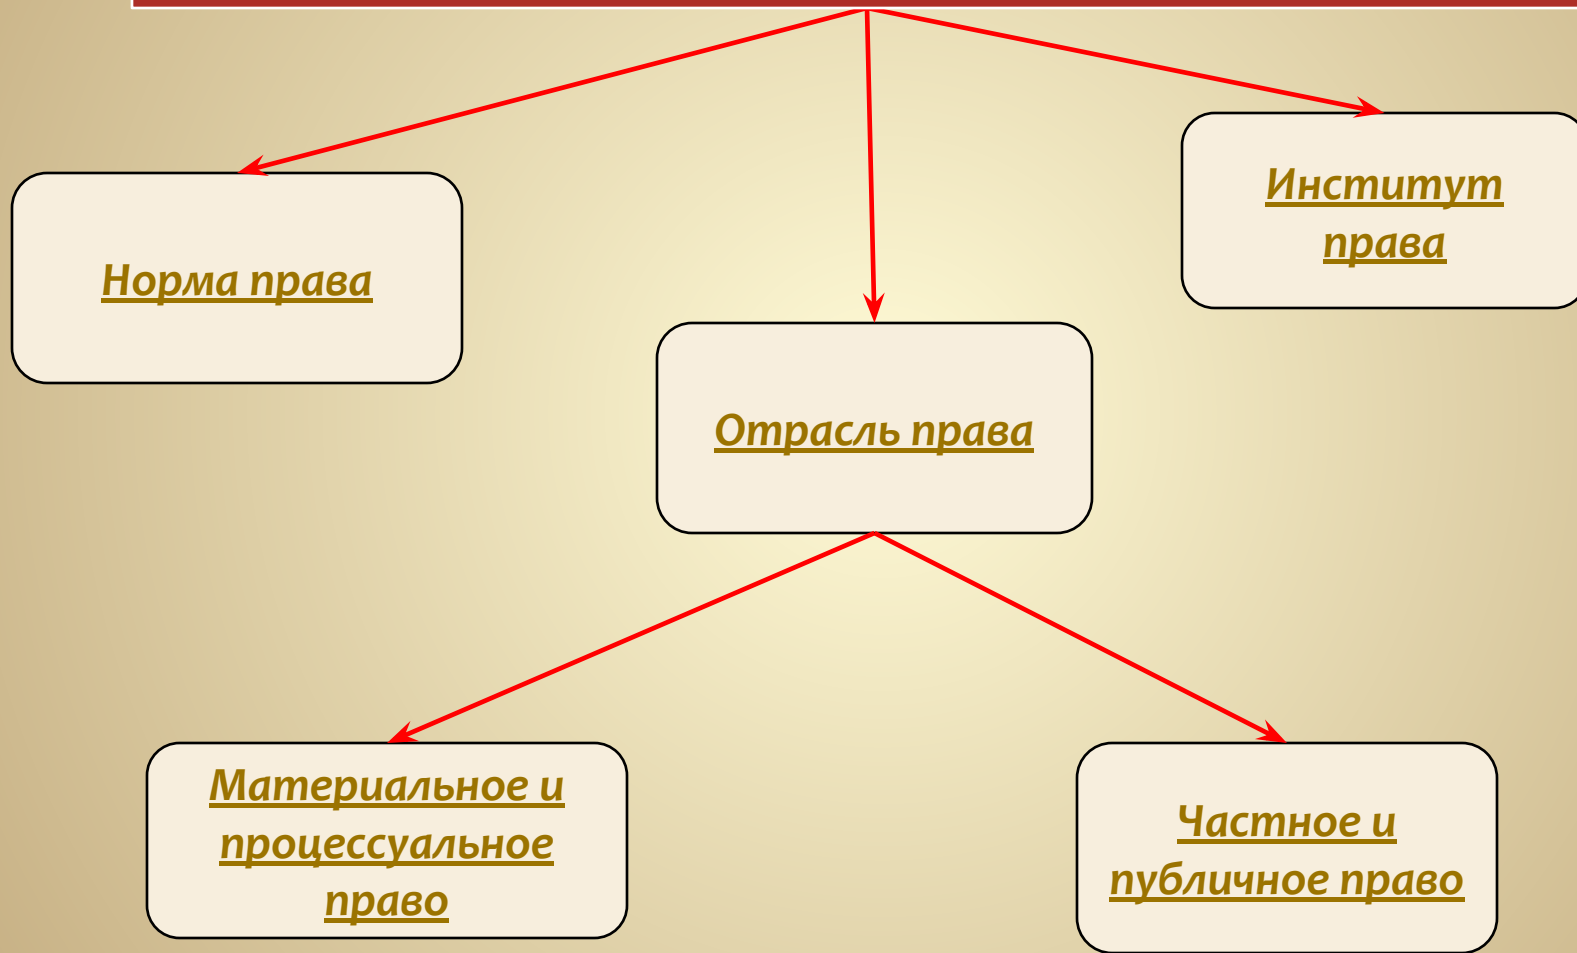 Институт
права
Норма права
Отрасль права
Материальное и
процессуальное
право
Частное и
публичное право